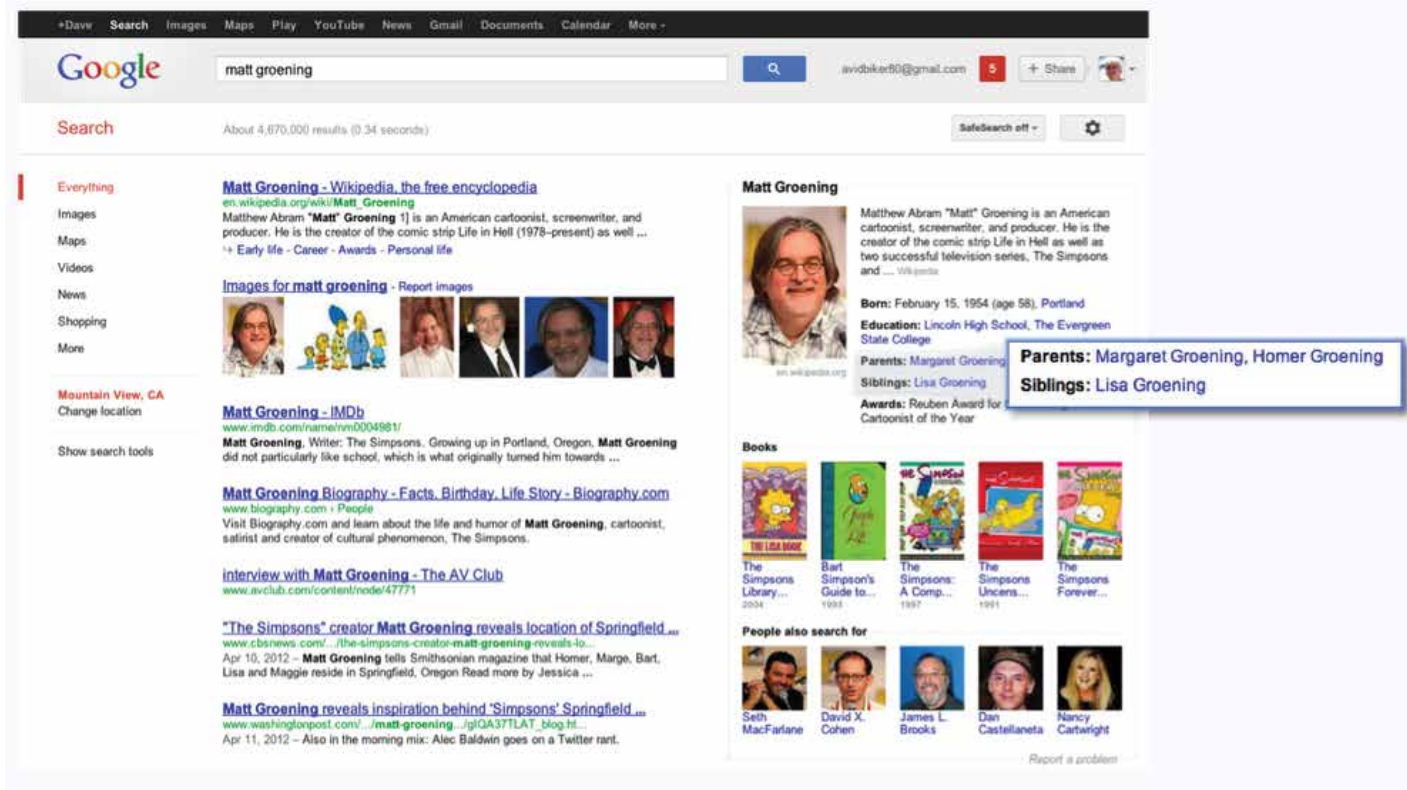 +Dave Search Images Maps Play YouTube News Gmail Documents Calendar More
Google
matt groening
avidbiker80@gmail.com 5 + Share
Search
About 4,670,000 results (0.34 seconds)
SafeSearch off
Everything
Images
Maps
Videos
News
Shopping
More
Mountain View, CA
Change location
Show search tools
Matt Groening - Wikipedia, the free encyclopedia
en.wikipedia.org/wiki/Matt_Groening
Matthew Abram "Matt" Groening 1] is an American cartoonist, screenwriter, and
producer. He is the creator of the comic strip Life in Hell (1978–present) as well ...
Early life - Career - Awards - Personal life
Images for matt groening - Report images
Matt Groening - IMDb
www.imdb.com/name/nm0004981/
Matt Groening, Writer: The Simpsons. Growing up in Portland, Oregon, Matt Groening
did not particularly like school, which is what originally turned him towards ...
Matt Groening Biography - Facts, Birthday, Life Story - Biography.com
www.biography.com › People
Visit Biography.com and learn about the life and humor of Matt Groening, cartoonist,
satirist and creator of cultural phenomenon, The Simpsons.
interview with Matt Groening - The AV Club
www.avclub.com/content/node/47771
"The Simpsons" creator Matt Groening reveals location of Springfield ...
www.cbsnews.com/.../the-simpsons-creator-matt-groening-reveals-lo...
Apr 10, 2012 – Matt Groening tells Smithsonian magazine that Homer, Marge, Bart,
Lisa and Maggie reside in Springfield, Oregon Read more by Jessica ...
Matt Groening reveals inspiration behind 'Simpsons' Springfield ...
www.washingtonpost.com/.../matt-groening.../gIQA37TLAT_blog.ht...
Apr 11, 2012 – Also in the morning mix: Alec Baldwin goes on a Twitter rant.
Matt Groening
Matthew Abram "Matt" Groening is an American
cartoonist, screenwriter, and producer. He is the
creator of the comic strip Life in Hell as well as
two successful television series, The Simpsons
and .... Wikipedia
en.wikipedia.org
Born: February 15, 1954 (age 58), Portland
Education: Lincoln High School, The Evergreen
State College
Parents: Margaret Groening
Siblings: Lisa Groening
Awards: Reuben Award for
Cartoonist of the Year
Parents: Margaret Groening, Homer Groening
Siblings: Lisa Groening
Books
THE LISA BOOK
The Simpsons Library... 2004
Bart Simpson's Guide to... 1993
The Simpsons: A Comp... 1997
The Simpsons Uncens... 1991
The Simpsons Forever...
People also search for
Seth MacFarlane
David X. Cohen
James L. Brooks
Dan Castellaneta
Nancy Cartwright
Report a problem